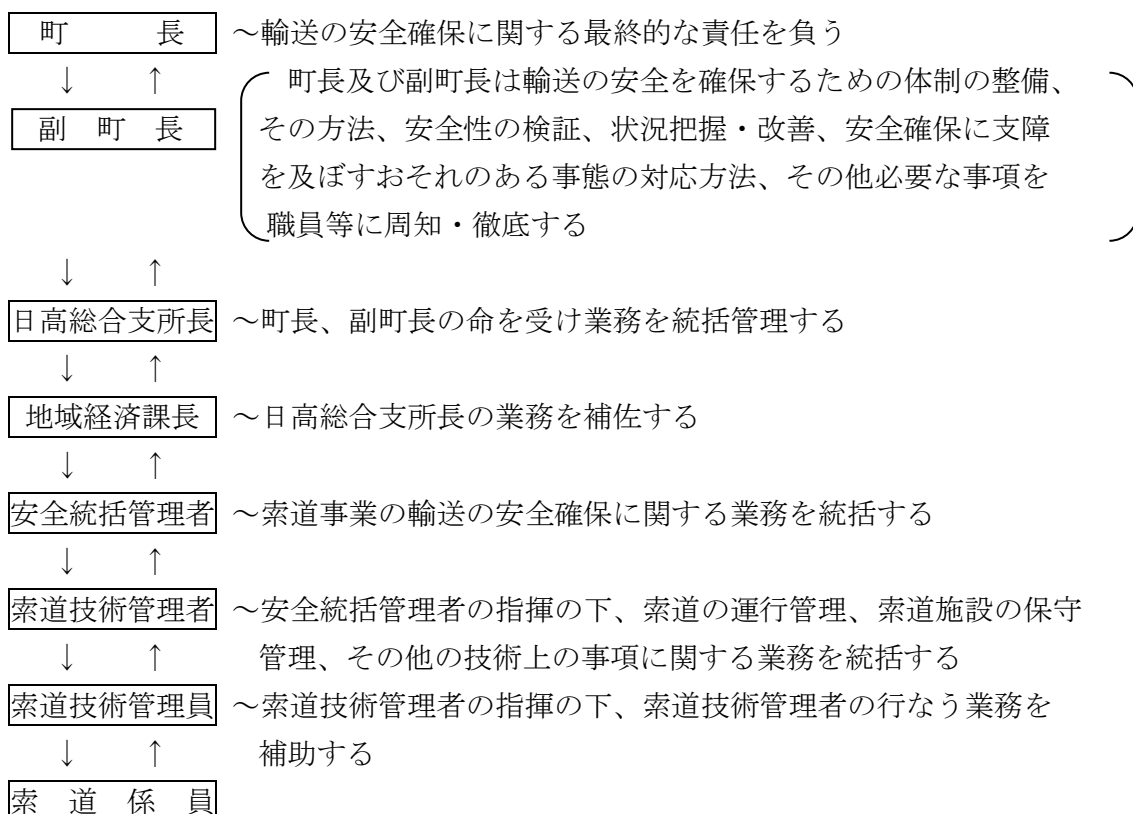 町　　長 ～輸送の安全確保に関する最終的な責任を負う
↓　↑　町長及び副町長は輸送の安全を確保するための体制の整備、
副　町　長 その方法、安全性の検証、状況把握・改善、安全確保に支障
を及ぼすおそれのある事態の対応方法、その他必要な事項を
職員等に周知・徹底する
↓　↑
日高総合支所長 ～町長、副町長の命を受け業務を統括管理する
↓　↑
地域経済課長 ～日高総合支所長の業務を補佐する
↓　↑
安全統括管理者 ～索道事業の輸送の安全確保に関する業務を統括する
↓　↑
索道技術管理者 ～安全統括管理者の指揮の下、索道の運行管理、索道施設の保守
↓　↑　管理、その他の技術上の事項に関する業務を統括する
索道技術管理員 ～索道技術管理者の指揮の下、索道技術管理者の行なう業務を
↓　↑　補助する
索　道　係　員